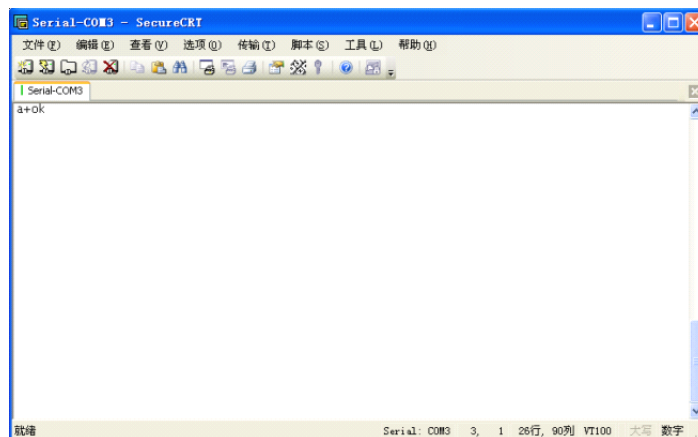 Serial-COM3 - SecureCRT
文件(F) 编辑(E) 查看(V) 选项(O) 传输(T) 脚本(S) 工具(L) 帮助(H)
Serial-COM3
a+ok
就绪 Serial: COM3 3, 1 26行, 90列 VT100 大写 数字